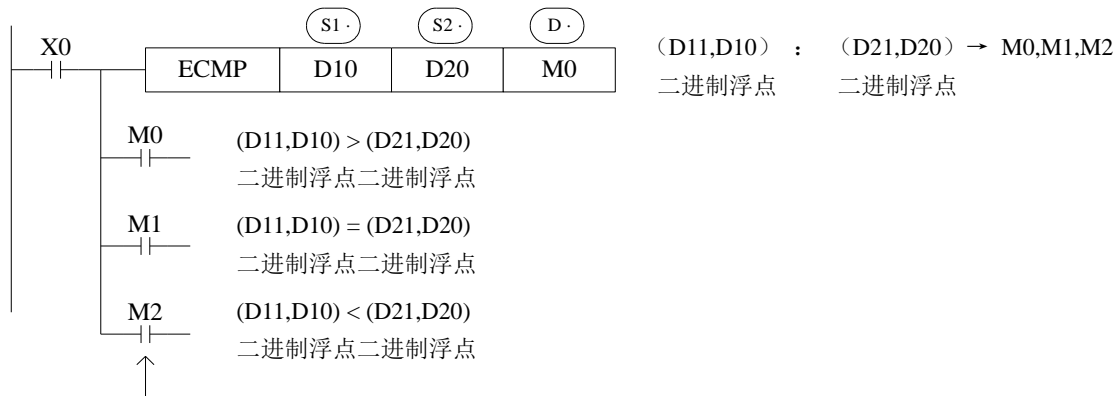 S1· S2· D·
X0
ECMP D10 D20 M0
（D11,D10） ： （D21,D20）→ M0,M1,M2
二进制浮点 二进制浮点
M0
(D11,D10) > (D21,D20)
二进制浮点二进制浮点
M1
(D11,D10) = (D21,D20)
二进制浮点二进制浮点
M2
(D11,D10) < (D21,D20)
二进制浮点二进制浮点